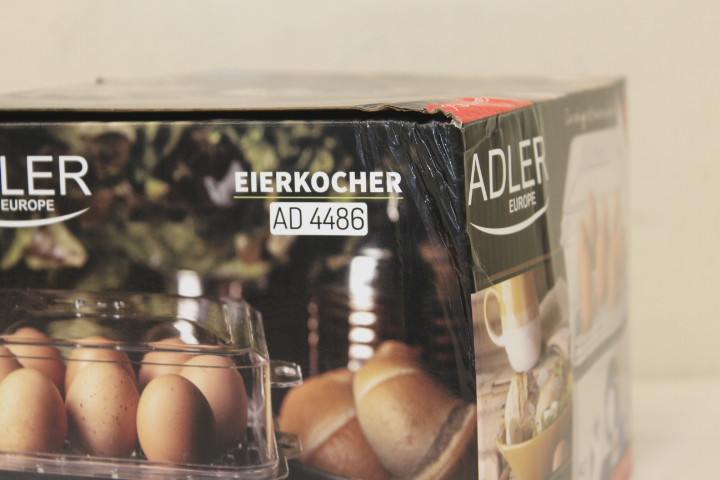 LER
EUROPE
EIERKOCHER
AD 4486
ADLER
EUROPE